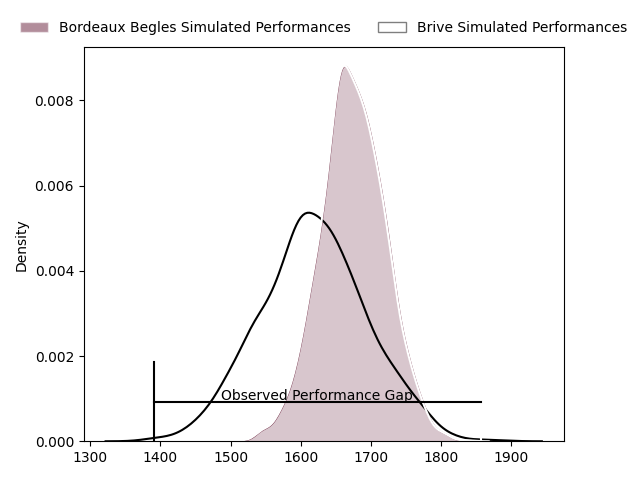 Bordeaux Begles Simulated Performances Brive Simulated Performances
0.008
0.006
0.004
0.002
0.000
Density
Observed Performance Gap
1300 1400 1500 1600 1700 1800 1900